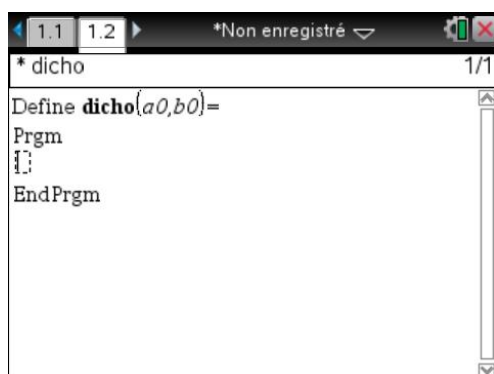 1.1 1.2 *Non enregistré
* dicho 1/1
Define dicho(a0,b0)=
Prgm
EndPrgm